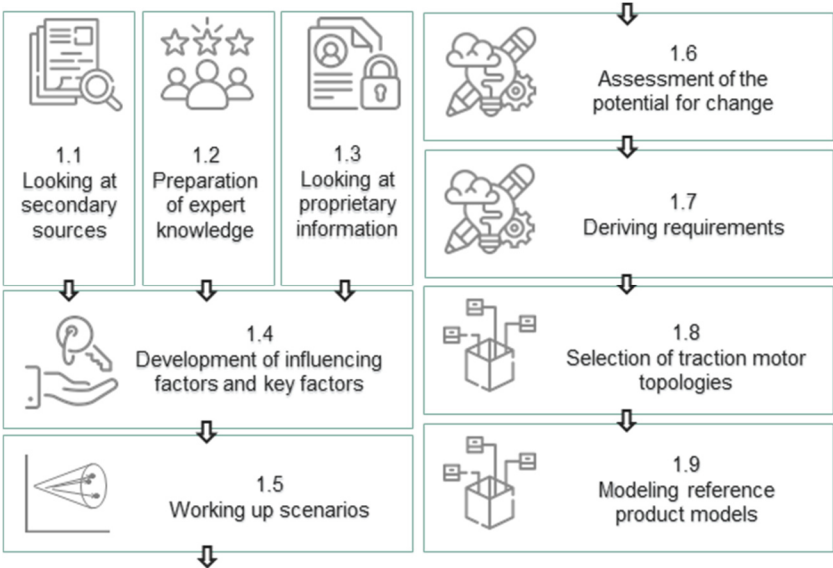 1.1
Looking at
secondary
sources
1.2
Preparation
of expert
knowledge
1.3
Looking at
proprietary
information
1.4
Development of influencing
factors and key factors
1.5
Working up scenarios
1.6
Assessment of the
potential for change
1.7
Deriving requirements
1.8
Selection of traction motor
topologies
1.9
Modeling reference
product models